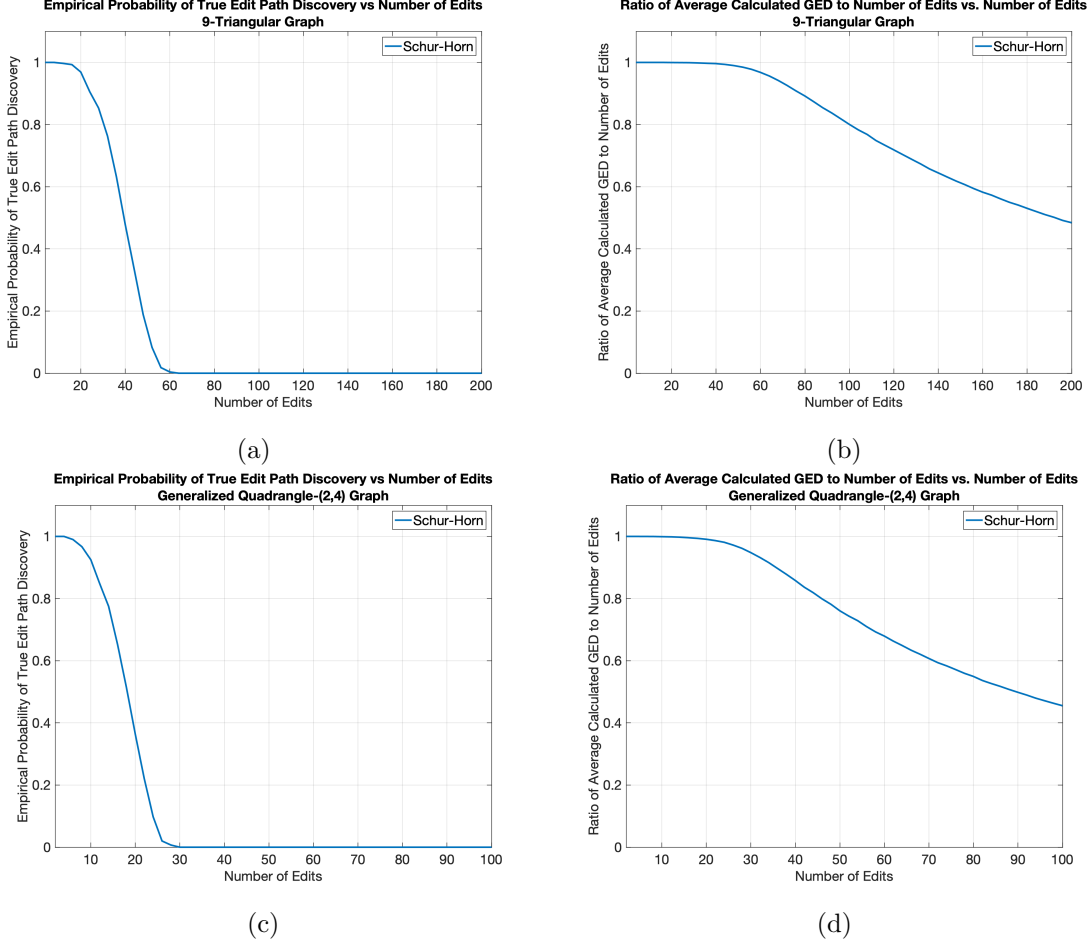 Empirical Probability of True Edit Path Discovery vs Number of Edits
9-Triangular Graph
Schur-Horn
Empirical Probability of True Edit Path Discovery
1
0.8
0.6
0.4
0.2
0
20 40 60 80 100 120 140 160 180 200
Number of Edits
(a)
Ratio of Average Calculated GED to Number of Edits vs. Number of Edits
9-Triangular Graph
Schur-Horn
Ratio of Average Calculated GED to Number of Edits
1
0.8
0.6
0.4
0.2
0
20 40 60 80 100 120 140 160 180 200
Number of Edits
(b)
Empirical Probability of True Edit Path Discovery vs Number of Edits
Generalized Quadrangle-(2,4) Graph
Schur-Horn
Empirical Probability of True Edit Path Discovery
1
0.8
0.6
0.4
0.2
0
10 20 30 40 50 60 70 80 90 100
Number of Edits
(c)
Ratio of Average Calculated GED to Number of Edits vs. Number of Edits
Generalized Quadrangle-(2,4) Graph
Schur-Horn
Ratio of Average Calculated GED to Number of Edits
1
0.8
0.6
0.4
0.2
0
10 20 30 40 50 60 70 80 90 100
Number of Edits
(d)